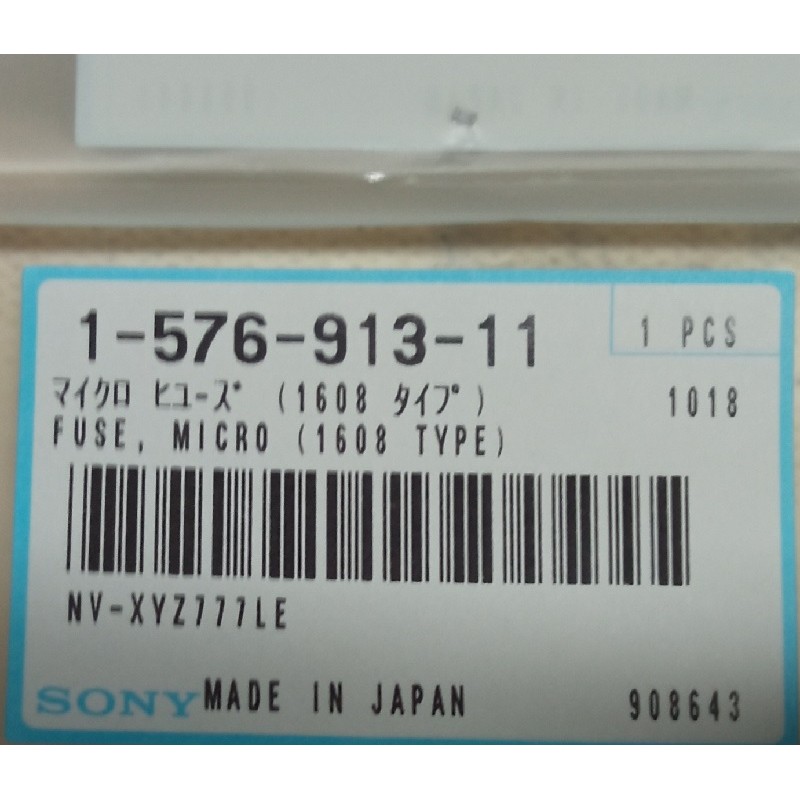 1-576-913-11
1 PCS
ﾏｲｸﾛ ﾋﾕｰｽﾞ (1608 ﾀｲﾌﾟ)
1018
FUSE, MICRO (1608 TYPE)
NV-XYZ777LE
SONY MADE IN JAPAN
908643